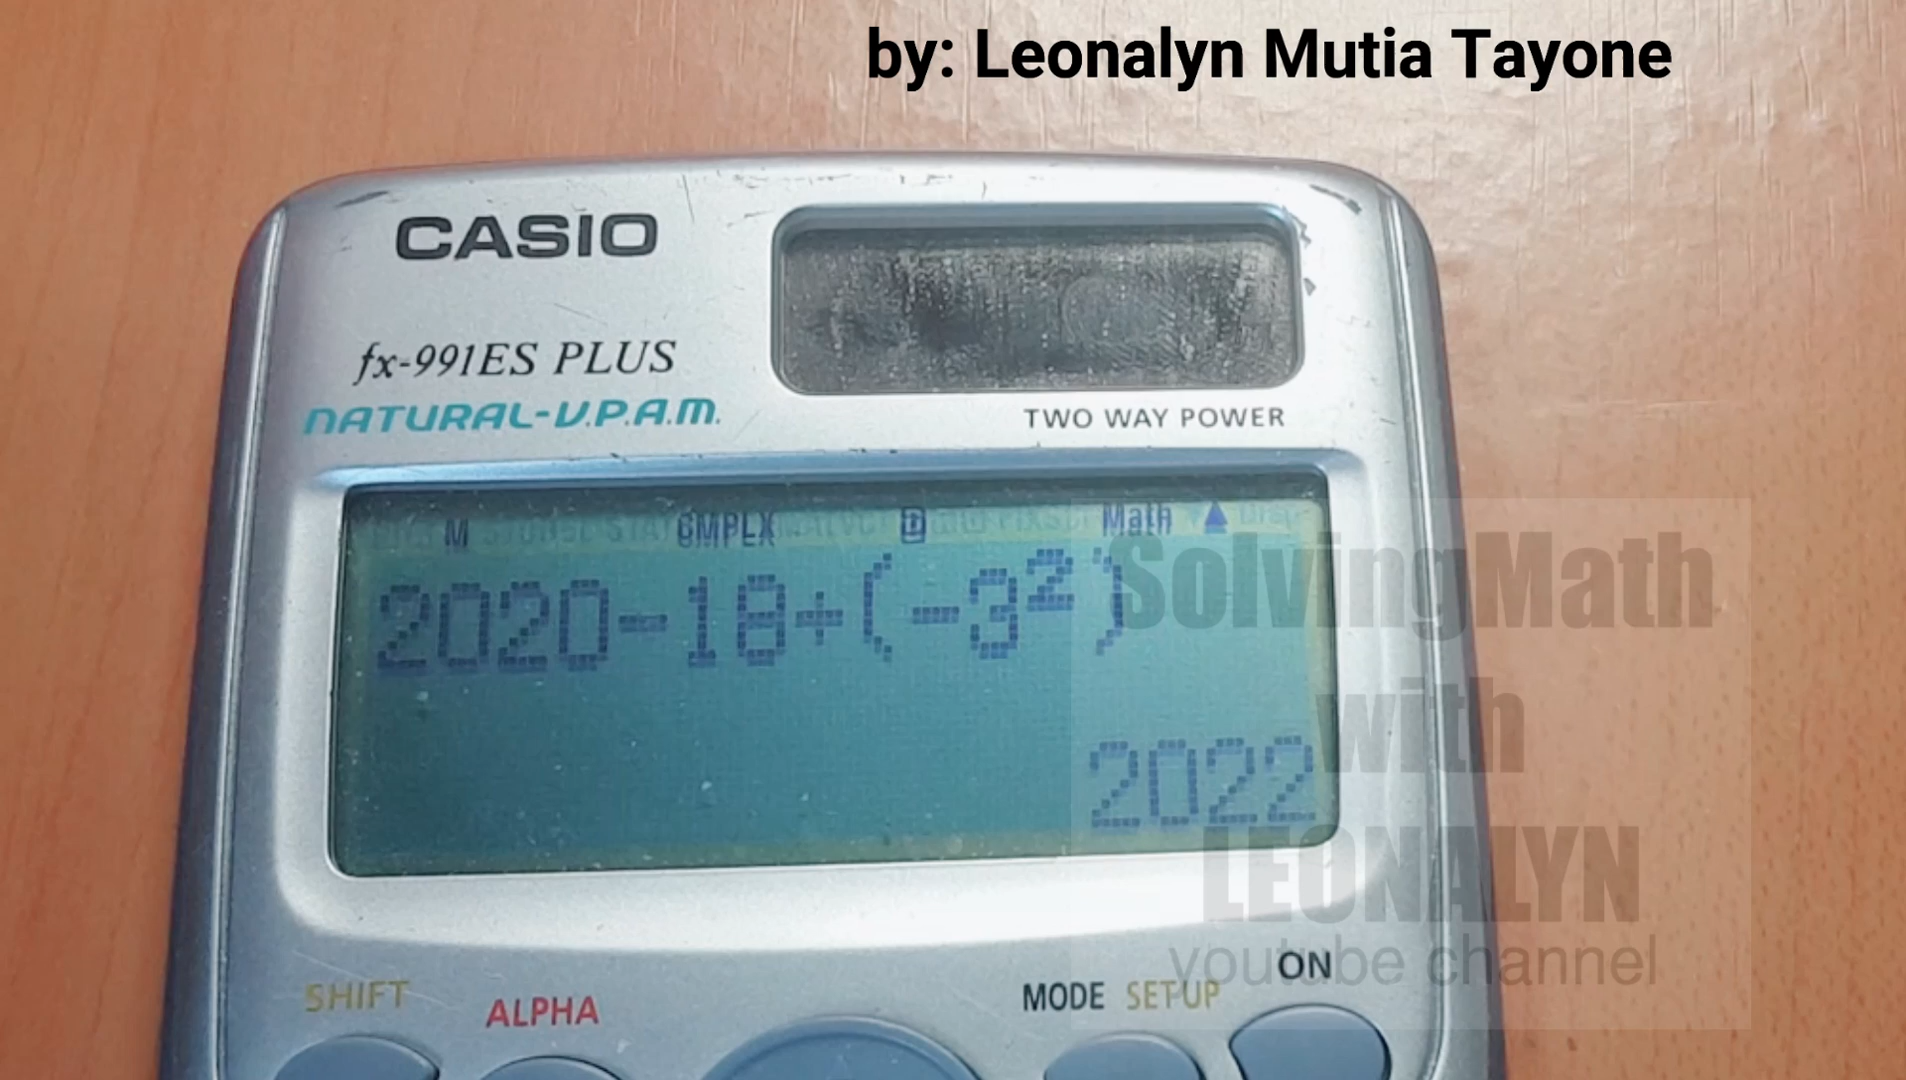 by: Leonalyn Mutia Tayone
CASIO
fx-991ES PLUS
NATURAL-V.P.A.M.
TWO WAY POWER
M CMPLX D Math ▲
2020-18+(-3²)
2022
SolvingMath
with
LEONALYN
youtube channel
SHIFT
ALPHA
MODE SETUP
ON